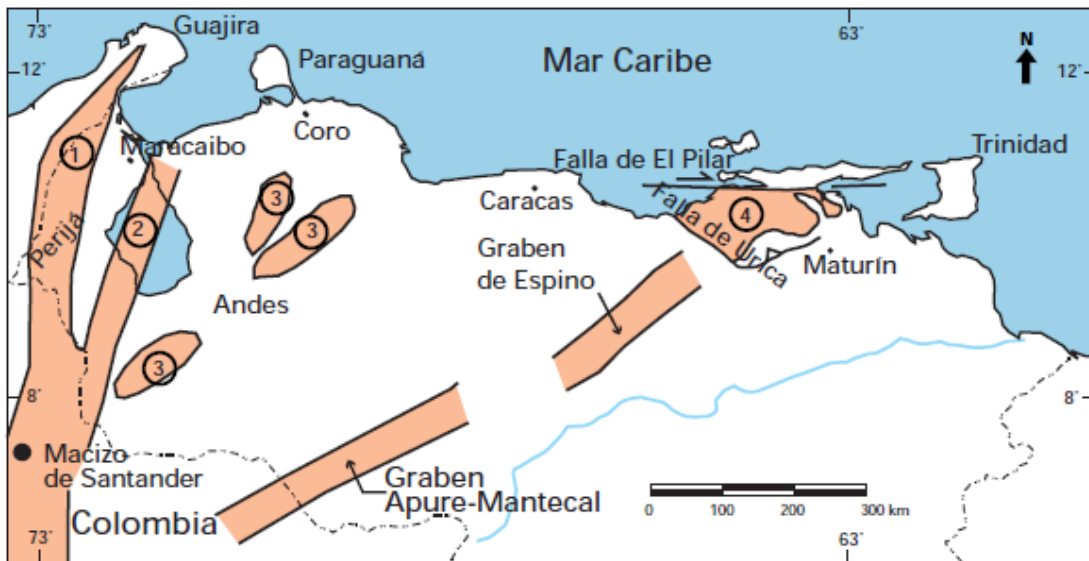 73°
Guajira
63°
N
12°
Paraguaná
Mar Caribe
12°
Coro
Maracaibo
Trinidad
1
Falla de El Pilar
3
Caracas
2
3
4
Falla de Urica
Perijá
Graben
de Espino
Maturín
Andes
3
8°
8°
Macizo
de Santander
Graben
Apure-Mantecal
Colombia
0
100
200
300 km
73°
63°